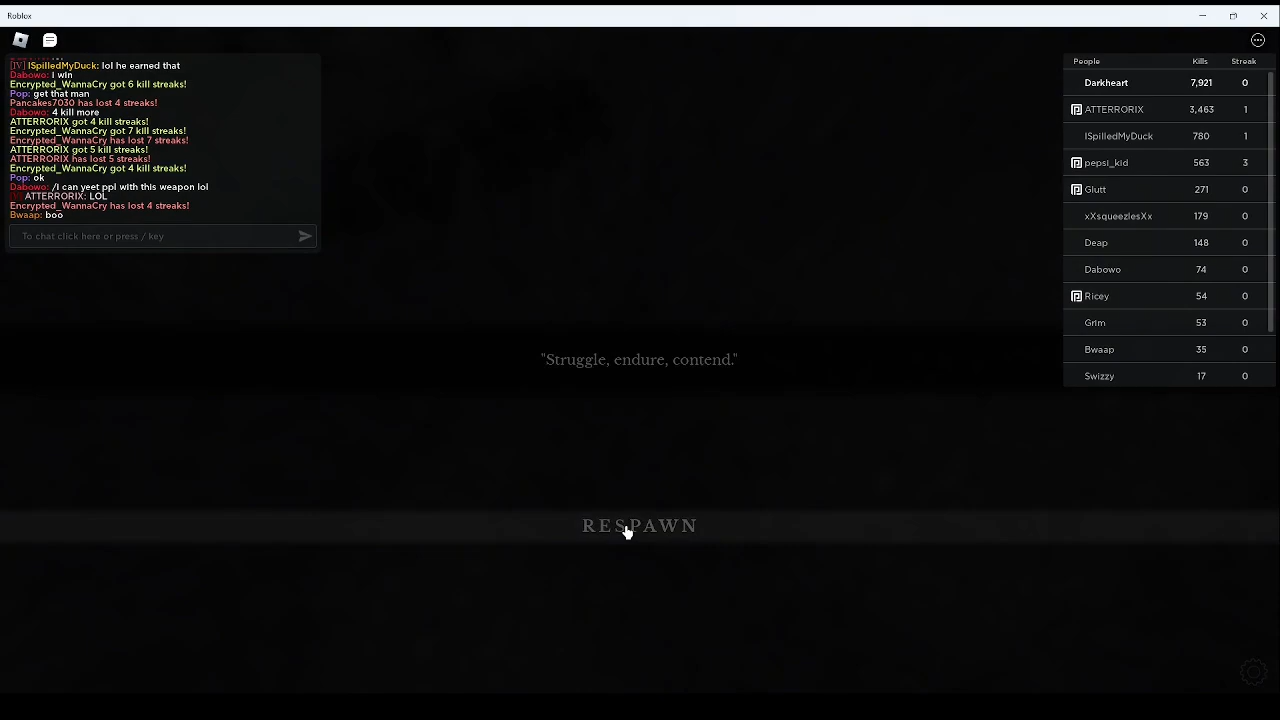 Roblox
[IV] ISpilledMyDuck: lol he earned that
Dabowo: i win
Encrypted_WannaCry got 6 kill streaks!
Pop: get that man
Pancakes7030 has lost 4 streaks!
Dabowo: 4 kill more
ATTERRORIX got 4 kill streaks!
Encrypted_WannaCry got 7 kill streaks!
Encrypted_WannaCry has lost 7 streaks!
ATTERRORIX got 5 kill streaks!
ATTERRORIX has lost 5 streaks!
Encrypted_WannaCry got 4 kill streaks!
Pop: ok
Dabowo: /I can yeet ppl with this weapon lol
ATTERRORIX: LOL
Encrypted_WannaCry has lost 4 streaks!
Bwaap: boo
To chat click here or press / key
People Kills Streak
Darkheart 7,921 0
ATTERRORIX 3,463 1
ISpilledMyDuck 780 1
pepsi_kid 563 3
Glutt 271 0
xXsqueezlesXx 179 0
Deap 148 0
Dabowo 74 0
Ricey 54 0
Grim 53 0
Bwaap 35 0
Swizzy 17 0
"Struggle, endure, contend."
RESPAWN